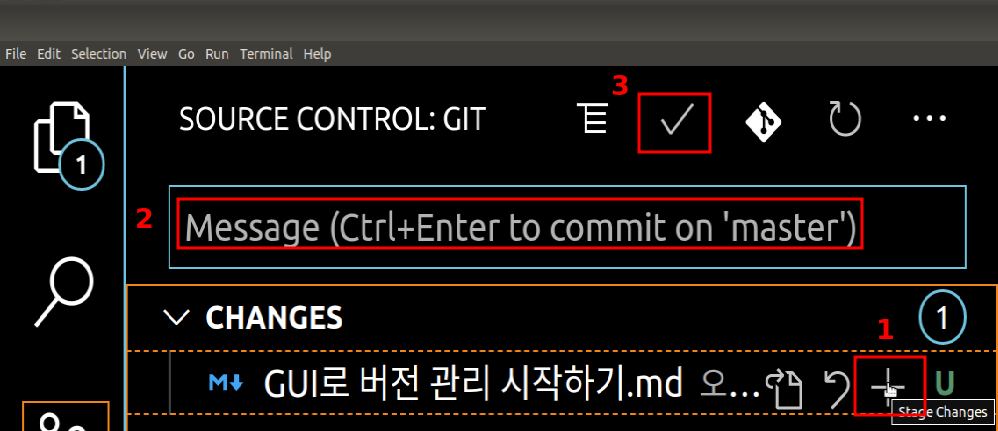 File Edit Selection View Go Run Terminal Help
SOURCE CONTROL: GIT
3
1
2
Message (Ctrl+Enter to commit on 'master')
CHANGES
1
1
M GUI로 버전 관리 시작하기.md 오... U
Stage Changes